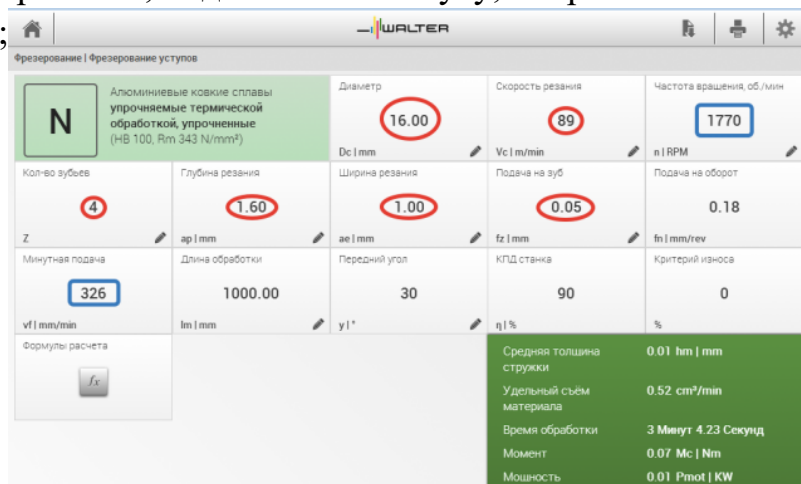 ;
WALTER
Фрезерование | Фрезерование уступов
N
Алюминиевые ковкие сплавы
упрочняемые термической
обработкой, упрочненные
(HB 100, Rm 343 N/mm²)
Диаметр
16.00
Dc | mm
Скорость резания
89
Vc | m/min
Частота вращения, об./мин
1770
n | RPM
Кол-во зубьев
4
Z
Глубина резания
1.60
ap | mm
Ширина резания
1.00
ae | mm
Подача на зуб
0.05
fz | mm
Подача на оборот
0.18
fn | mm/rev
Минутная подача
326
vf | mm/min
Длина обработки
1000.00
lm | mm
Передний угол
30
γ | °
КПД станка
90
η | %
Критерий износа
0
%
Формулы расчета
fx
Средняя толщина
стружки
0.01 hm | mm
Удельный съём
материала
0.52 cm³/min
Время обработки
3 Минут 4.23 Секунд
Момент
0.07 Mc | Nm
Мощность
0.01 Pmot | KW